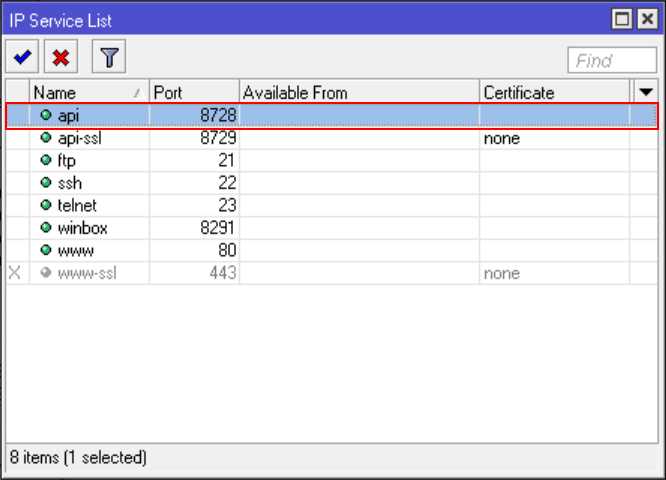 IP Service List
Find
Name Port Available From Certificate
api 8728
api-ssl 8729 none
ftp 21
ssh 22
telnet 23
winbox 8291
www 80
X www-ssl 443 none
8 items (1 selected)